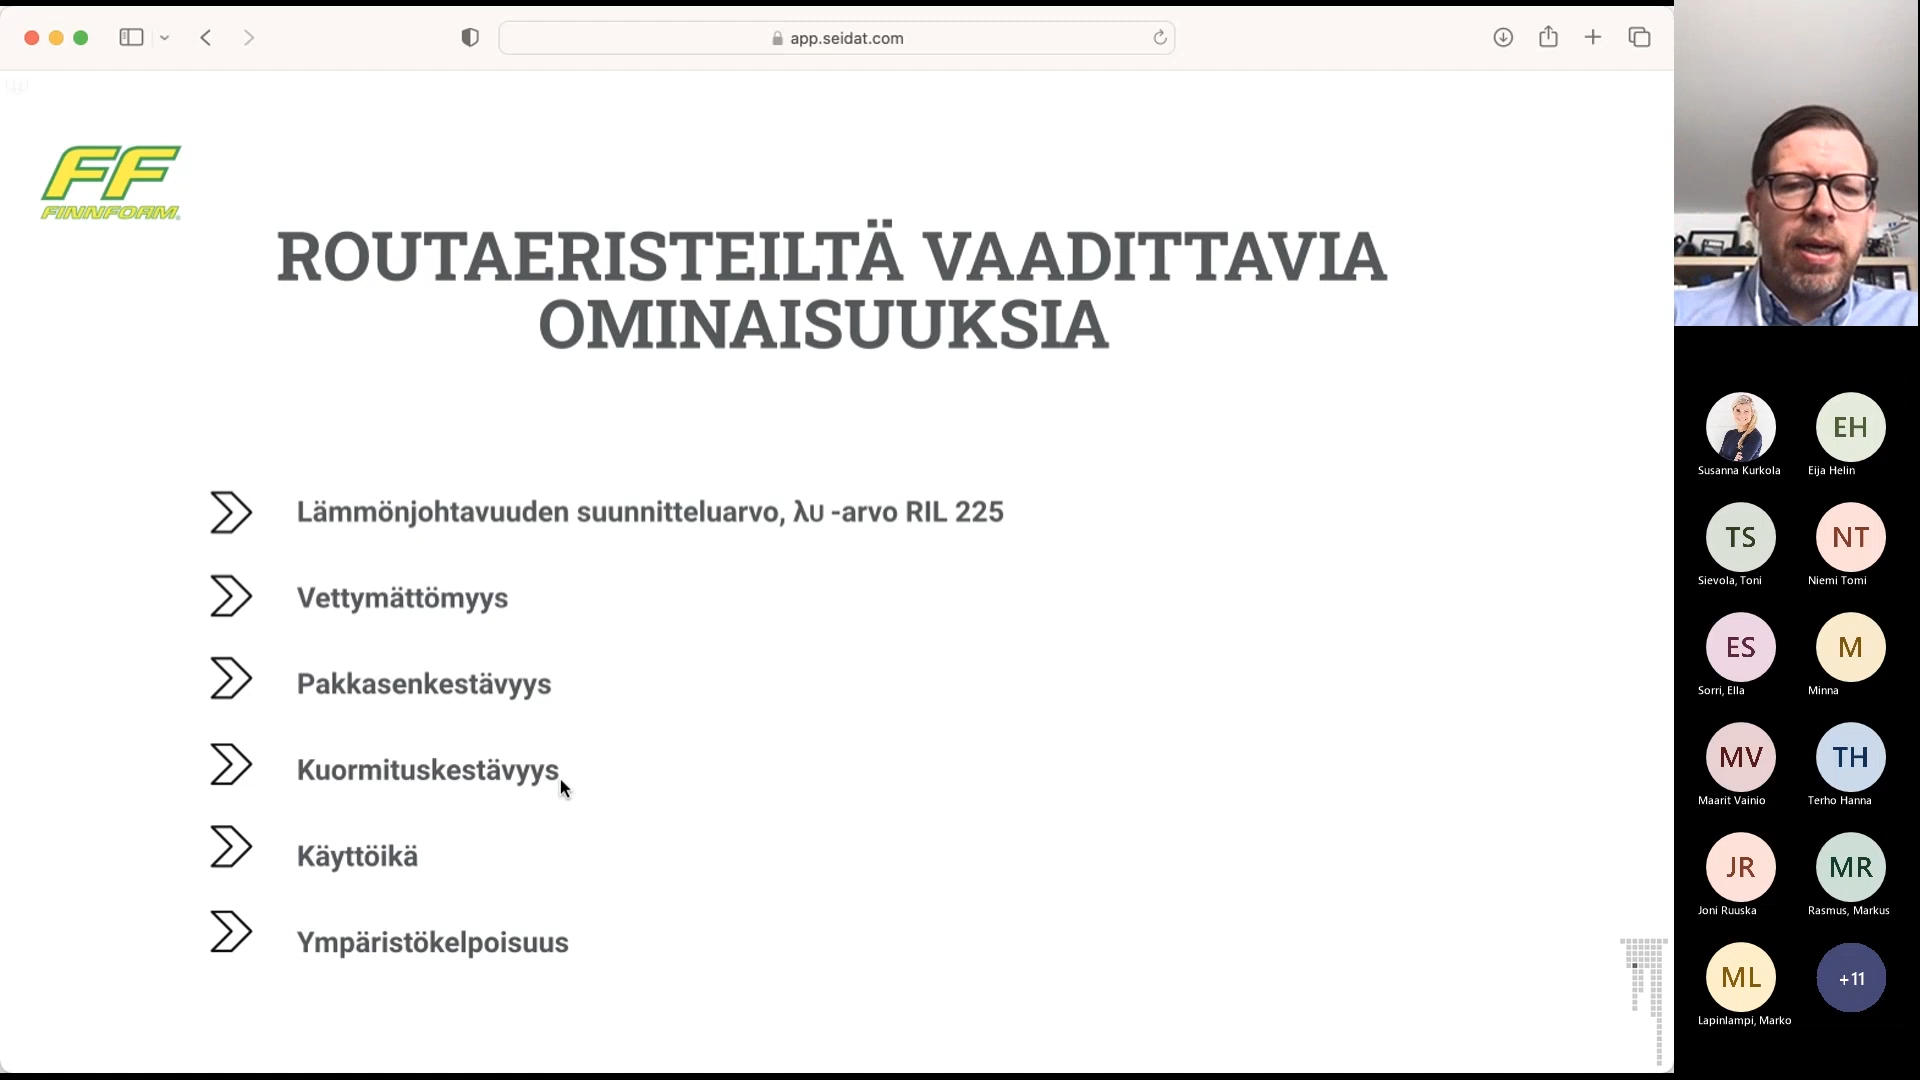 app.seidat.com
FF
FINNFOAM
ROUTAERISTEILTÄ VAADITTAVIA
OMINAISUUKSIA
Lämmönjohtavuuden suunnitteluarvo, λU -arvo RIL 225
Vettymättömyys
Pakkasenkestävyys
Kuormituskestävyys
Käyttöikä
Ympäristökelpoisuus
Susanna Kurkola
EH
Eija Helin
TS
Sievola, Toni
NT
Niemi Tomi
ES
Sorri, Ella
M
Minna
MV
Maarit Vainio
TH
Terho Hanna
JR
Joni Ruuska
MR
Rasmus, Markus
ML
Lapinlampi, Marko
+11